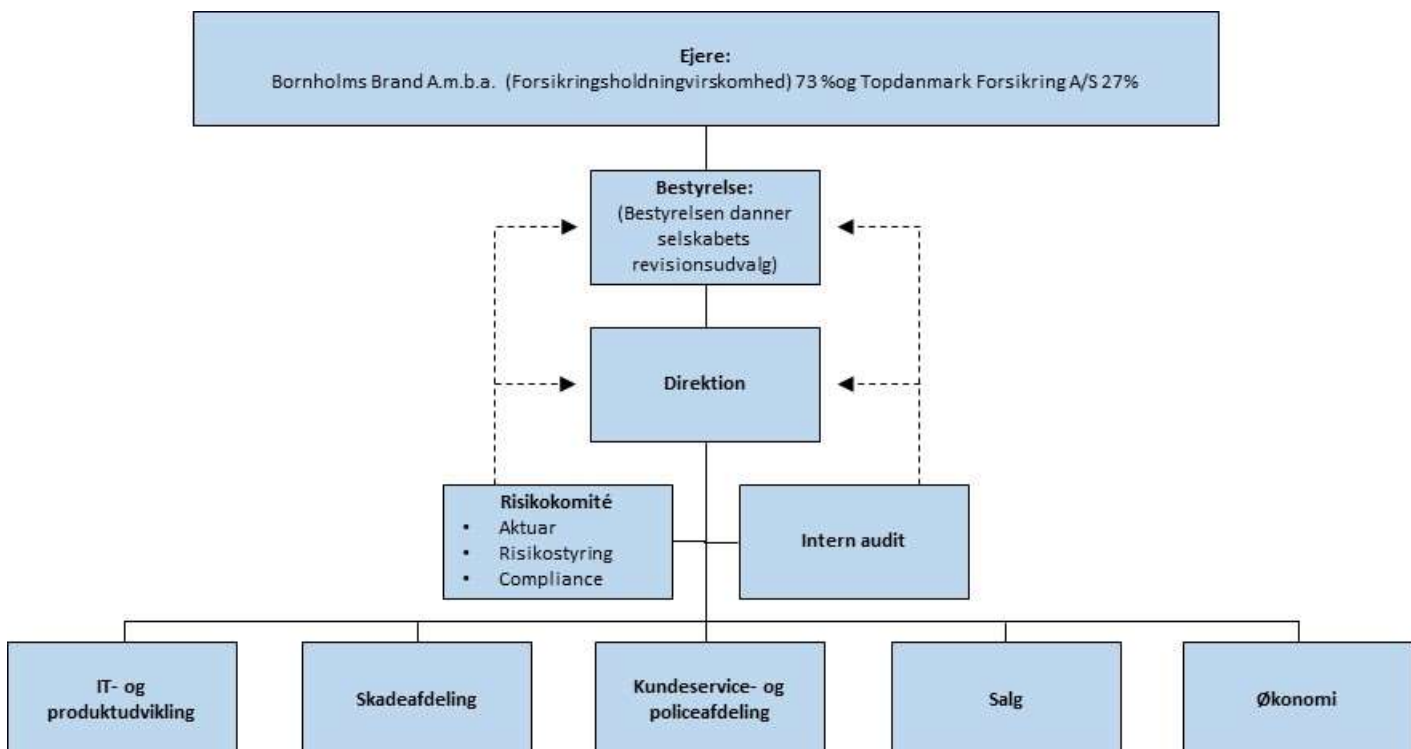 Ejere:
Bornholms Brand A.m.b.a. (Forsikringsholdningvirskomhed) 73 %og Topdanmark Forsikring A/S 27%
Bestyrelse:
(Bestyrelsen danner
selskabets
revisionsudvalg)
Direktion
Risikokomité
• Aktuar
• Risikostyring
• Compliance
Intern audit
IT- og
produktudvikling
Skadeafdeling
Kundeservice- og
policeafdeling
Salg
Økonomi